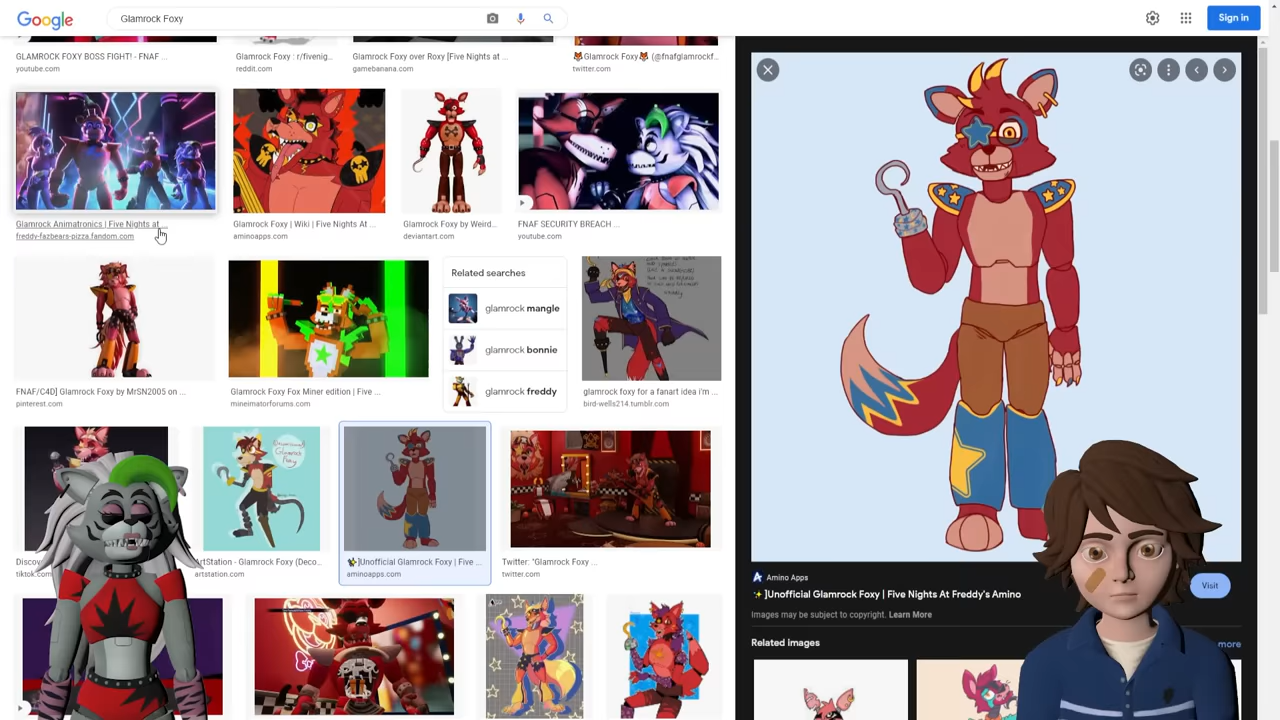 Google
Glamrock Foxy
Sign in
GLAMROCK FOXY BOSS FIGHT! - FNAF ...
youtube.com
Glamrock Foxy : r/fivenig...
reddit.com
Glamrock Foxy over Roxy [Five Nights at ...
gamebanana.com
🦊Glamrock Foxy🦊 (@fnafglamrockf...
twitter.com
Glamrock Animatronics | Five Nights at ...
freddy-fazbears-pizza.fandom.com
Glamrock Foxy | Wiki | Five Nights At ...
aminoapps.com
Glamrock Foxy by Weird...
deviantart.com
FNAF SECURITY BREACH ...
youtube.com
Related searches
glamrock mangle
glamrock bonnie
glamrock freddy
FNAF/C4D] Glamrock Foxy by MrSN2005 on ...
pinterest.com
Glamrock Foxy Fox Miner edition | Five ...
mineimatorforums.com
glamrock foxy for a fanart idea i'm ...
bird-wells214.tumblr.com
Discov
tiktok.com
ArtStation - Glamrock Foxy (Deco...
artstation.com
✨]Unofficial Glamrock Foxy | Five ...
aminoapps.com
Twitter: "Glamrock Foxy ...
twitter.com
Amino Apps
✨]Unofficial Glamrock Foxy | Five Nights At Freddy's Amino
Visit
Images may be subject to copyright. Learn More
Related images
more